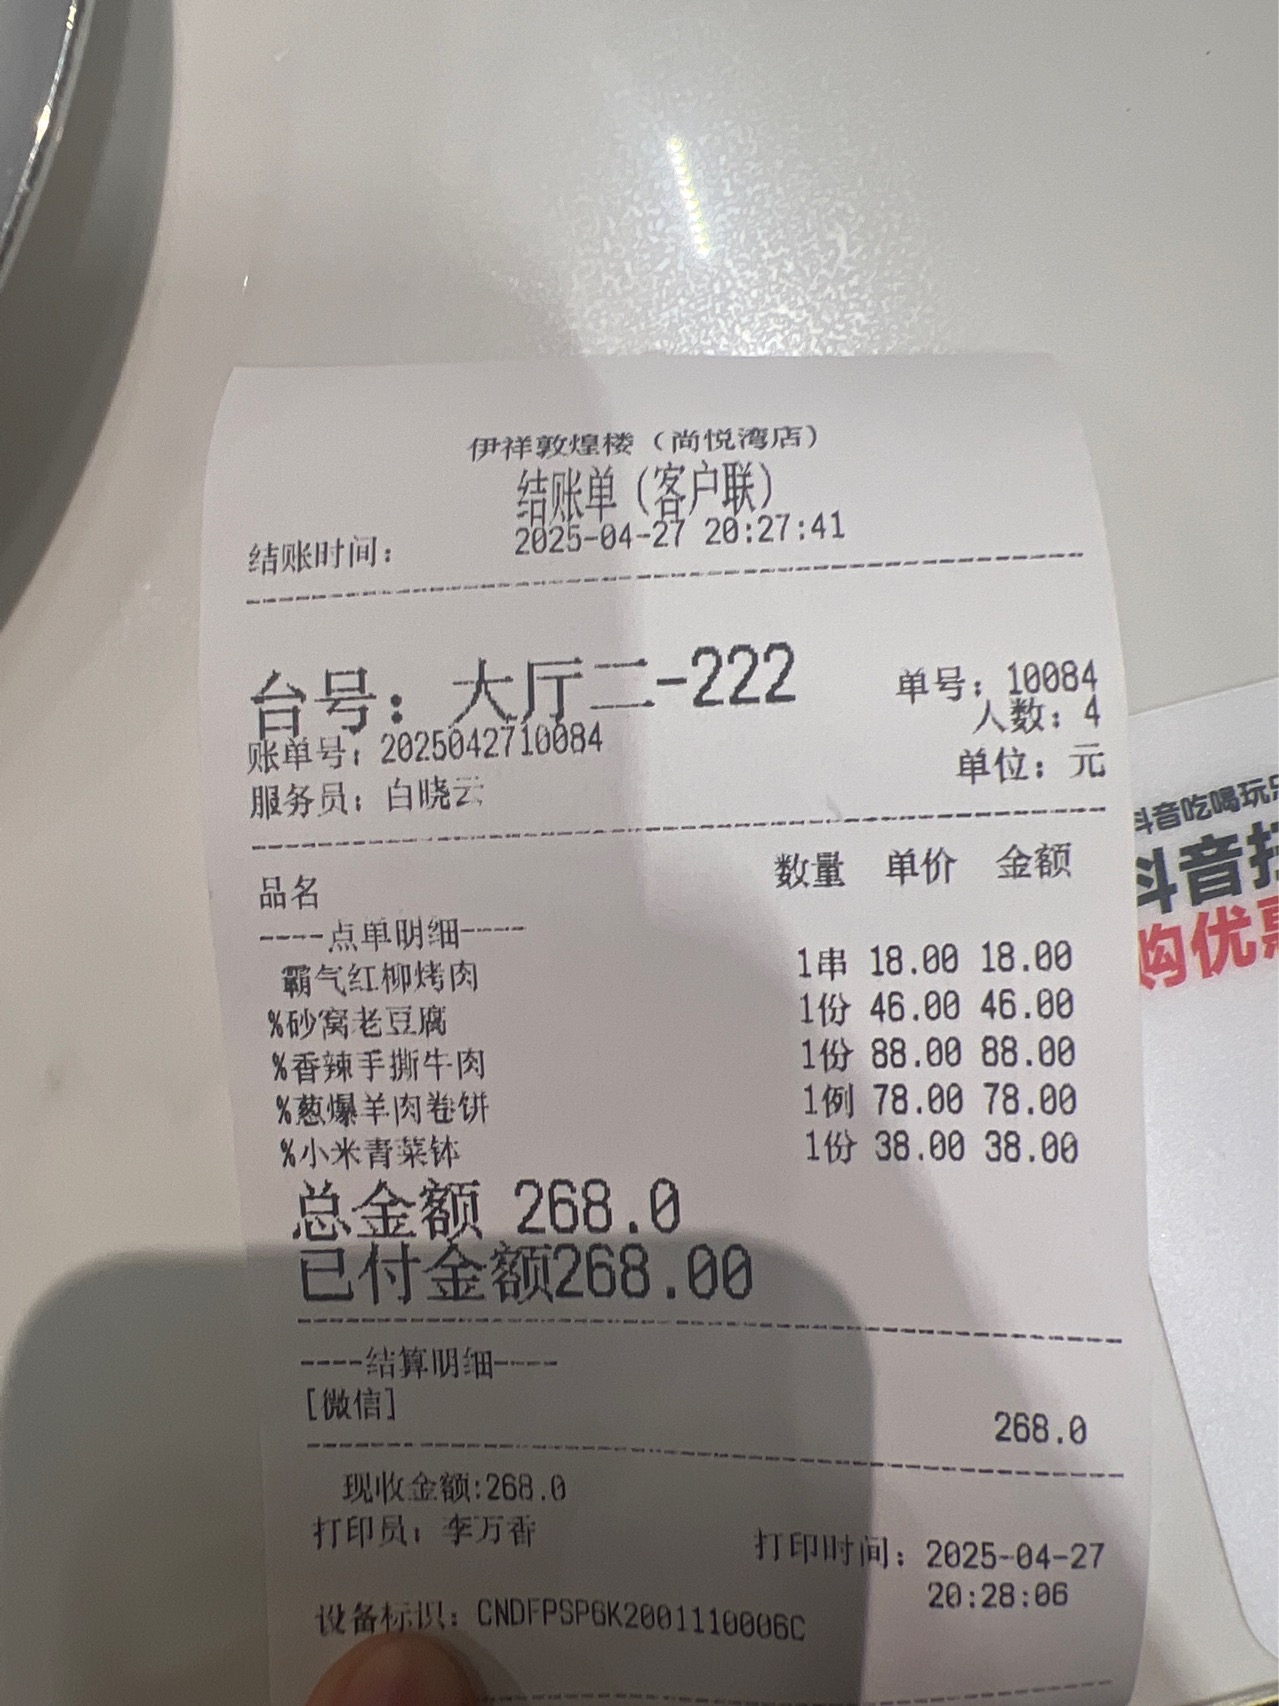 伊祥敦煌楼（尚悦湾店）
结账单（客户联）
结账时间： 2025-04-27 20:27:41
台号：大厅二-222 单号：10084
人数：4
账单号：2025042710084
单位：元
服务员：白晓云
品名 数量 单价 金额
----点单明细----
霸气红柳烤肉 1串 18.00 18.00
%砂窝老豆腐 1份 46.00 46.00
%香辣手撕牛肉 1份 88.00 88.00
%葱爆羊肉卷饼 1例 78.00 78.00
%小米青菜钵 1份 38.00 38.00
总金额 268.0
已付金额268.00
----结算明细----
[微信] 268.0
现收金额:268.0
打印员：李万香 打印时间：2025-04-27
20:28:06
设备标识：CNDFPSP6K2001110006C
抖音吃喝玩
抖音
购优惠